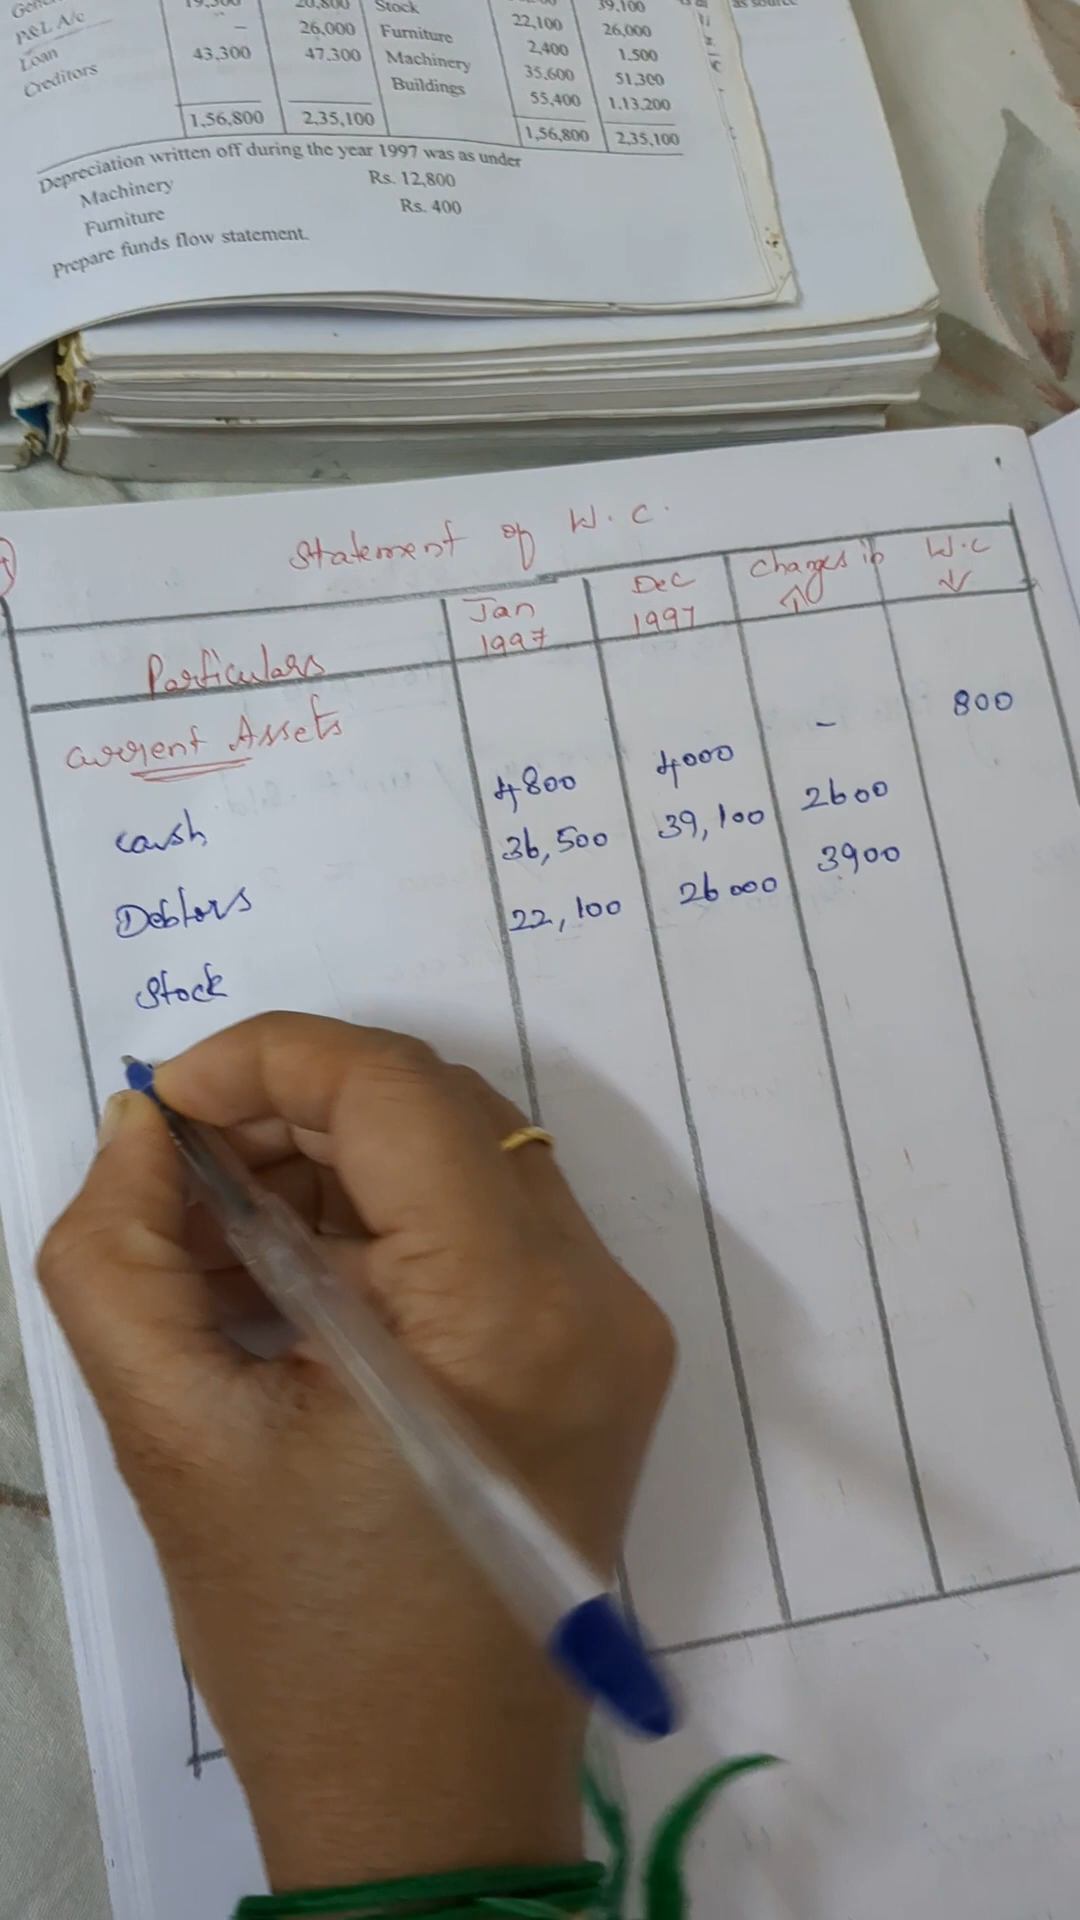 19,300 20,800 Stock 39,100
P&L A/c – 26,000 Furniture 22,100 26,000
Loan 43,300 47,300 Machinery 2,400 1,500
Creditors Buildings 35,600 51,300
55,400 1,13,200
1,56,800 2,35,100 1,56,800 2,35,100
Depreciation written off during the year 1997 was as under
Machinery Rs. 12,800
Furniture Rs. 400
Prepare funds flow statement.
Statement of W.C.
Particulars Jan 1997 Dec 1997 Changes in W.C
↑ ↓
Current Assets
Cash 4800 4000 – 800
Debtors 36,500 39,100 2600
Stock 22,100 26000 3900